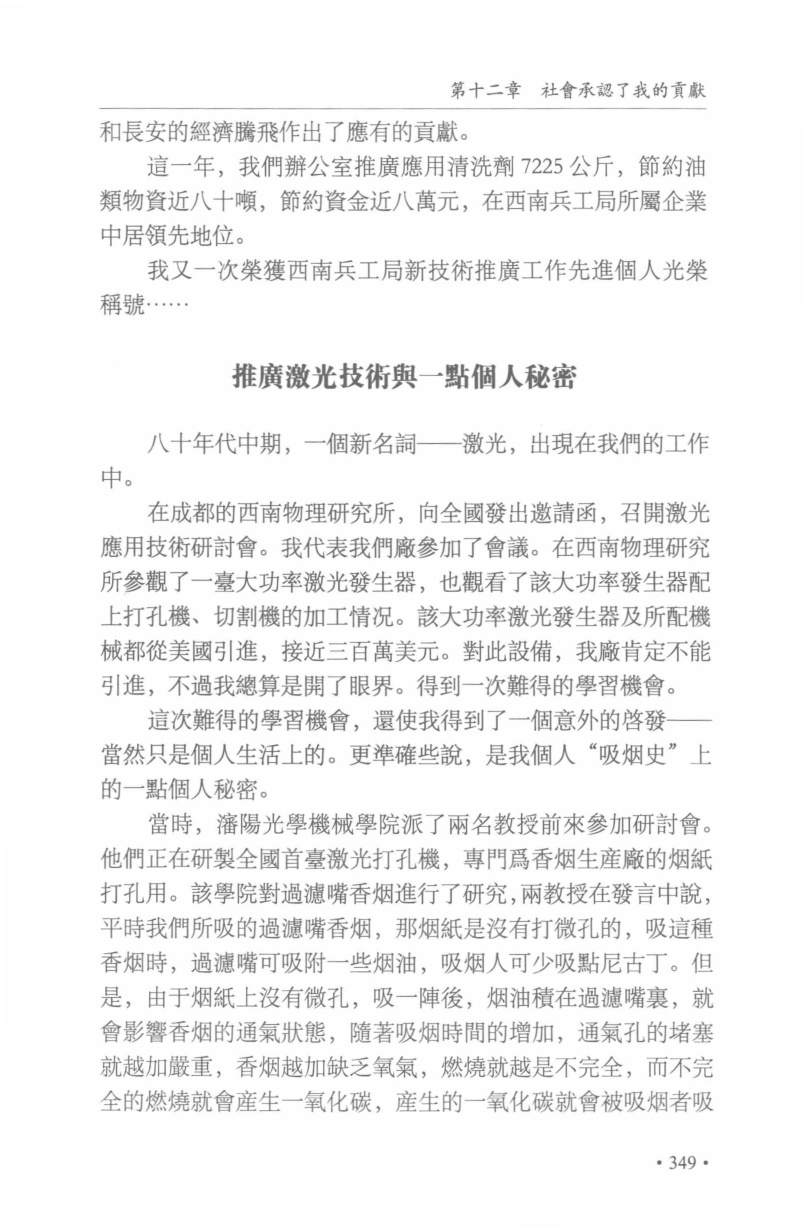 第十二章　社會承認了我的貢獻
和長安的經濟騰飛作出了應有的貢獻。
這一年，我們辦公室推廣應用清洗劑 7225 公斤，節約油
類物資近八十噸，節約資金近八萬元，在西南兵工局所屬企業
中居領先地位。
我又一次榮獲西南兵工局新技術推廣工作先進個人光榮
稱號……
推廣激光技術與一點個人秘密
八十年代中期，一個新名詞——激光，出現在我們的工作
中。
在成都的西南物理研究所，向全國發出邀請函，召開激光
應用技術研討會。我代表我們廠參加了會議。在西南物理研究
所參觀了一臺大功率激光發生器，也觀看了該大功率發生器配
上打孔機、切割機的加工情況。該大功率激光發生器及所配機
械都從美國引進，接近三百萬美元。對此設備，我廠肯定不能
引進，不過我總算是開了眼界。得到一次難得的學習機會。
這次難得的學習機會，還使我得到了一個意外的啓發——
當然只是個人生活上的。更準確些說，是我個人“吸烟史”上
的一點個人秘密。
當時，瀋陽光學機械學院派了兩名教授前來參加研討會。
他們正在研製全國首臺激光打孔機，專門爲香烟生産廠的烟紙
打孔用。該學院對過濾嘴香烟進行了研究，兩教授在發言中說，
平時我們所吸的過濾嘴香烟，那烟紙是沒有打微孔的，吸這種
香烟時，過濾嘴可吸附一些烟油，吸烟人可少吸點尼古丁。但
是，由于烟紙上沒有微孔，吸一陣後，烟油積在過濾嘴裏，就
會影響香烟的通氣狀態，隨著吸烟時間的增加，通氣孔的堵塞
就越加嚴重，香烟越加缺乏氧氣，燃燒就越是不完全，而不完
全的燃燒就會産生一氧化碳，産生的一氧化碳就會被吸烟者吸
·349·